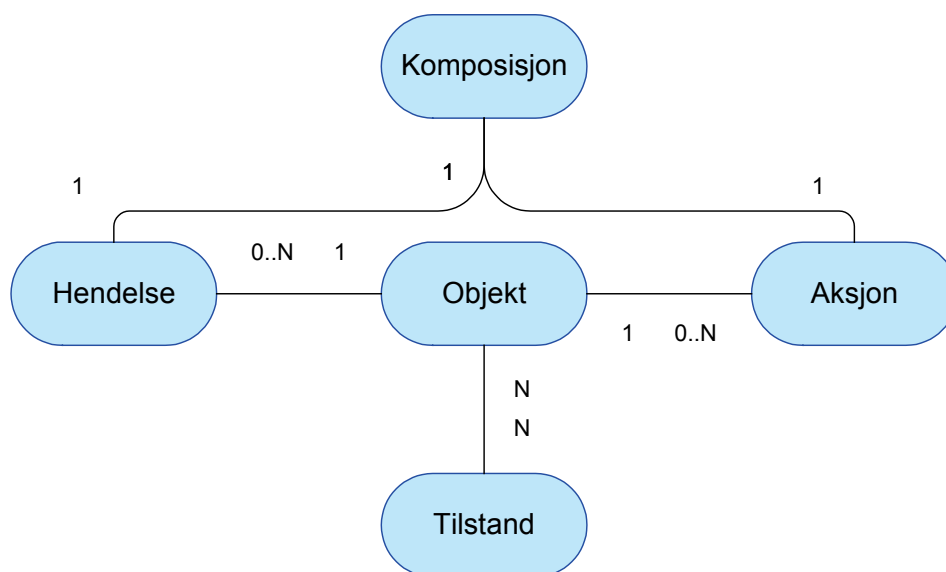 Komposisjon
1
1
1
0..N
1
Hendelse
Objekt
Aksjon
1
0..N
N
N
Tilstand